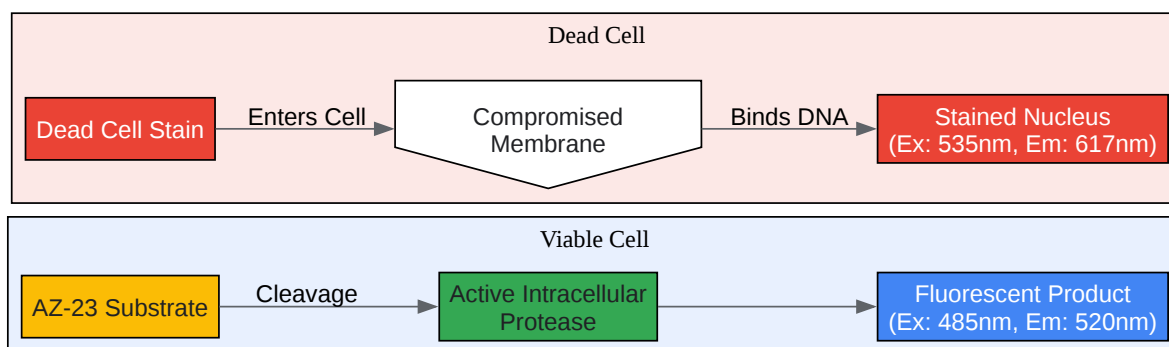 Dead Cell
Dead Cell Stain
Enters Cell
Compromised
Membrane
Binds DNA
Stained Nucleus
(Ex: 535nm, Em: 617nm)
Viable Cell
AZ-23 Substrate
Cleavage
Active Intracellular
Protease
Fluorescent Product
(Ex: 485nm, Em: 520nm)